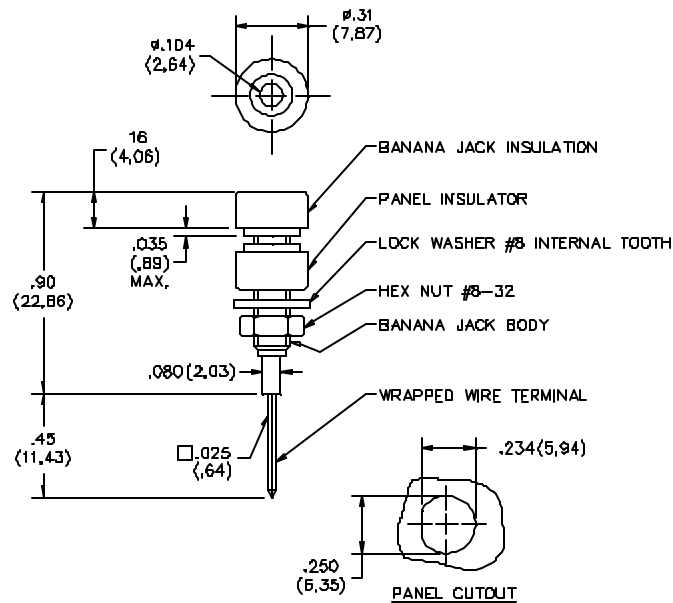 ø.31
(7,87)
ø.104
(2,64)
16
(4,06)
BANANA JACK INSULATION
PANEL INSULATOR
LOCK WASHER #8 INTERNAL TOOTH
.035
(.89)
MAX.
.90
(22,86)
HEX NUT #8-32
BANANA JACK BODY
.080(2,03)
WRAPPED WIRE TERMINAL
.45
(11,43)
□.025
(,64)
.234(5,94)
.250
(6,35)
PANEL CUTOUT